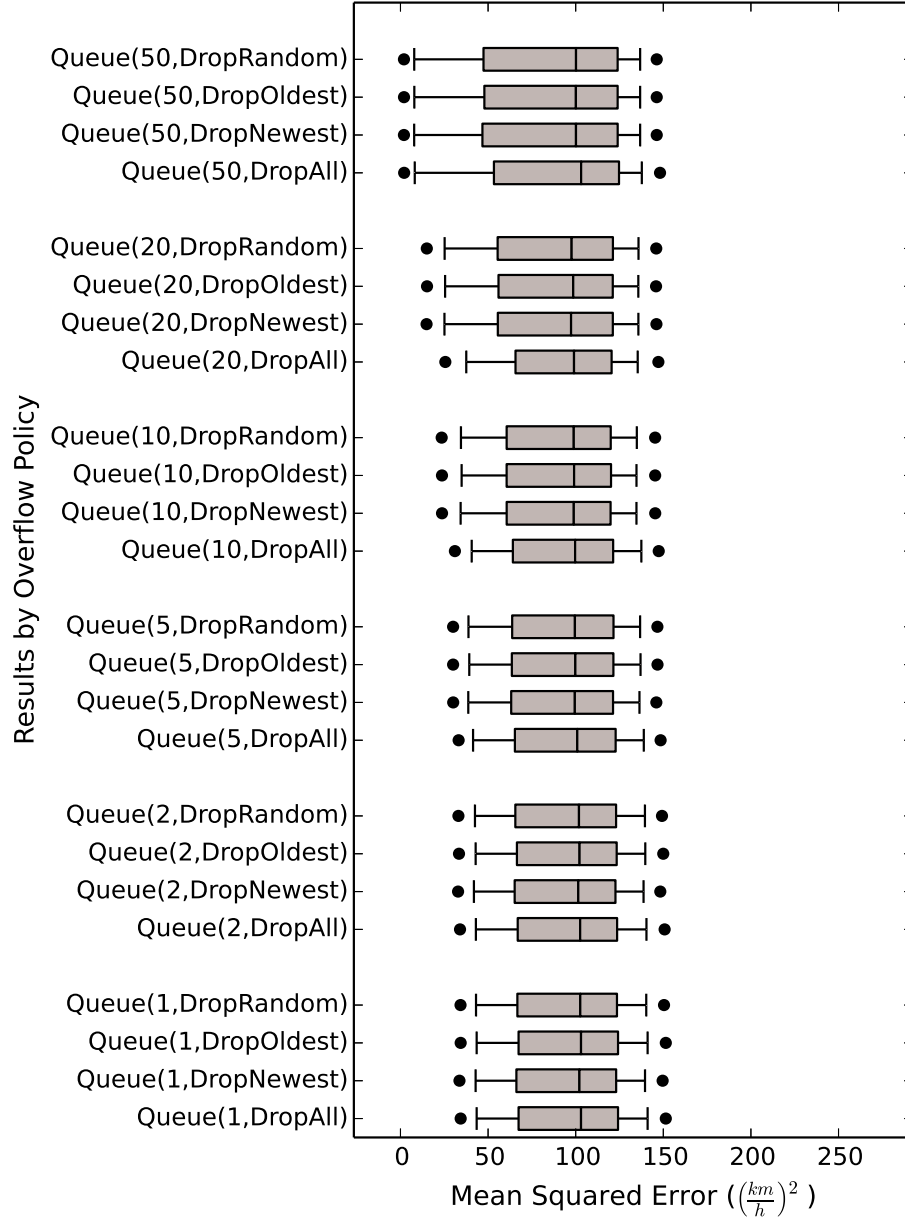 Queue(50,DropRandom)
Queue(50,DropOldest)
Queue(50,DropNewest)
Queue(50,DropAll)
Queue(20,DropRandom)
Queue(20,DropOldest)
Queue(20,DropNewest)
Queue(20,DropAll)
Queue(10,DropRandom)
Queue(10,DropOldest)
Queue(10,DropNewest)
Queue(10,DropAll)
Queue(5,DropRandom)
Queue(5,DropOldest)
Queue(5,DropNewest)
Queue(5,DropAll)
Queue(2,DropRandom)
Queue(2,DropOldest)
Queue(2,DropNewest)
Queue(2,DropAll)
Queue(1,DropRandom)
Queue(1,DropOldest)
Queue(1,DropNewest)
Queue(1,DropAll)
Results by Overflow Policy
0 50 100 150 200 250
Mean Squared Error ((km/h)² )